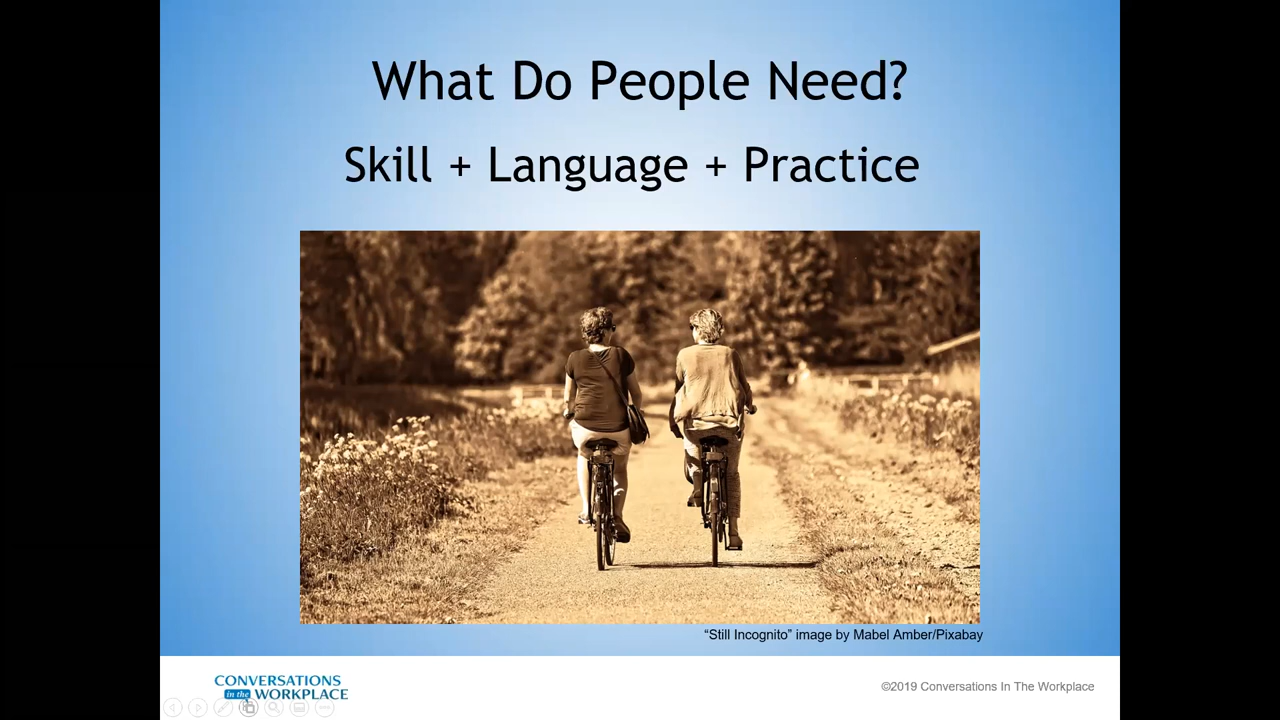 What Do People Need?
Skill + Language + Practice
“Still Incognito” image by Mabel Amber/Pixabay
CONVERSATIONS
in the WORKPLACE
©2019 Conversations In The Workplace